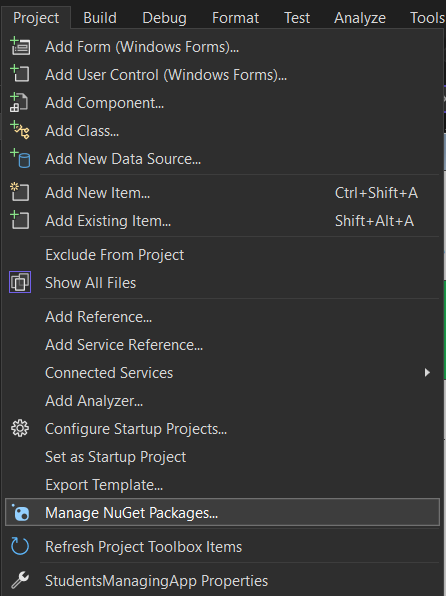 Project Build Debug Format Test Analyze Tools
Add Form (Windows Forms)...
Add User Control (Windows Forms)...
Add Component...
Add Class...
Add New Data Source...
Add New Item... Ctrl+Shift+A
Add Existing Item... Shift+Alt+A
Exclude From Project
Show All Files
Add Reference...
Add Service Reference...
Connected Services
Add Analyzer...
Configure Startup Projects...
Set as Startup Project
Export Template...
Manage NuGet Packages...
Refresh Project Toolbox Items
StudentsManagingApp Properties